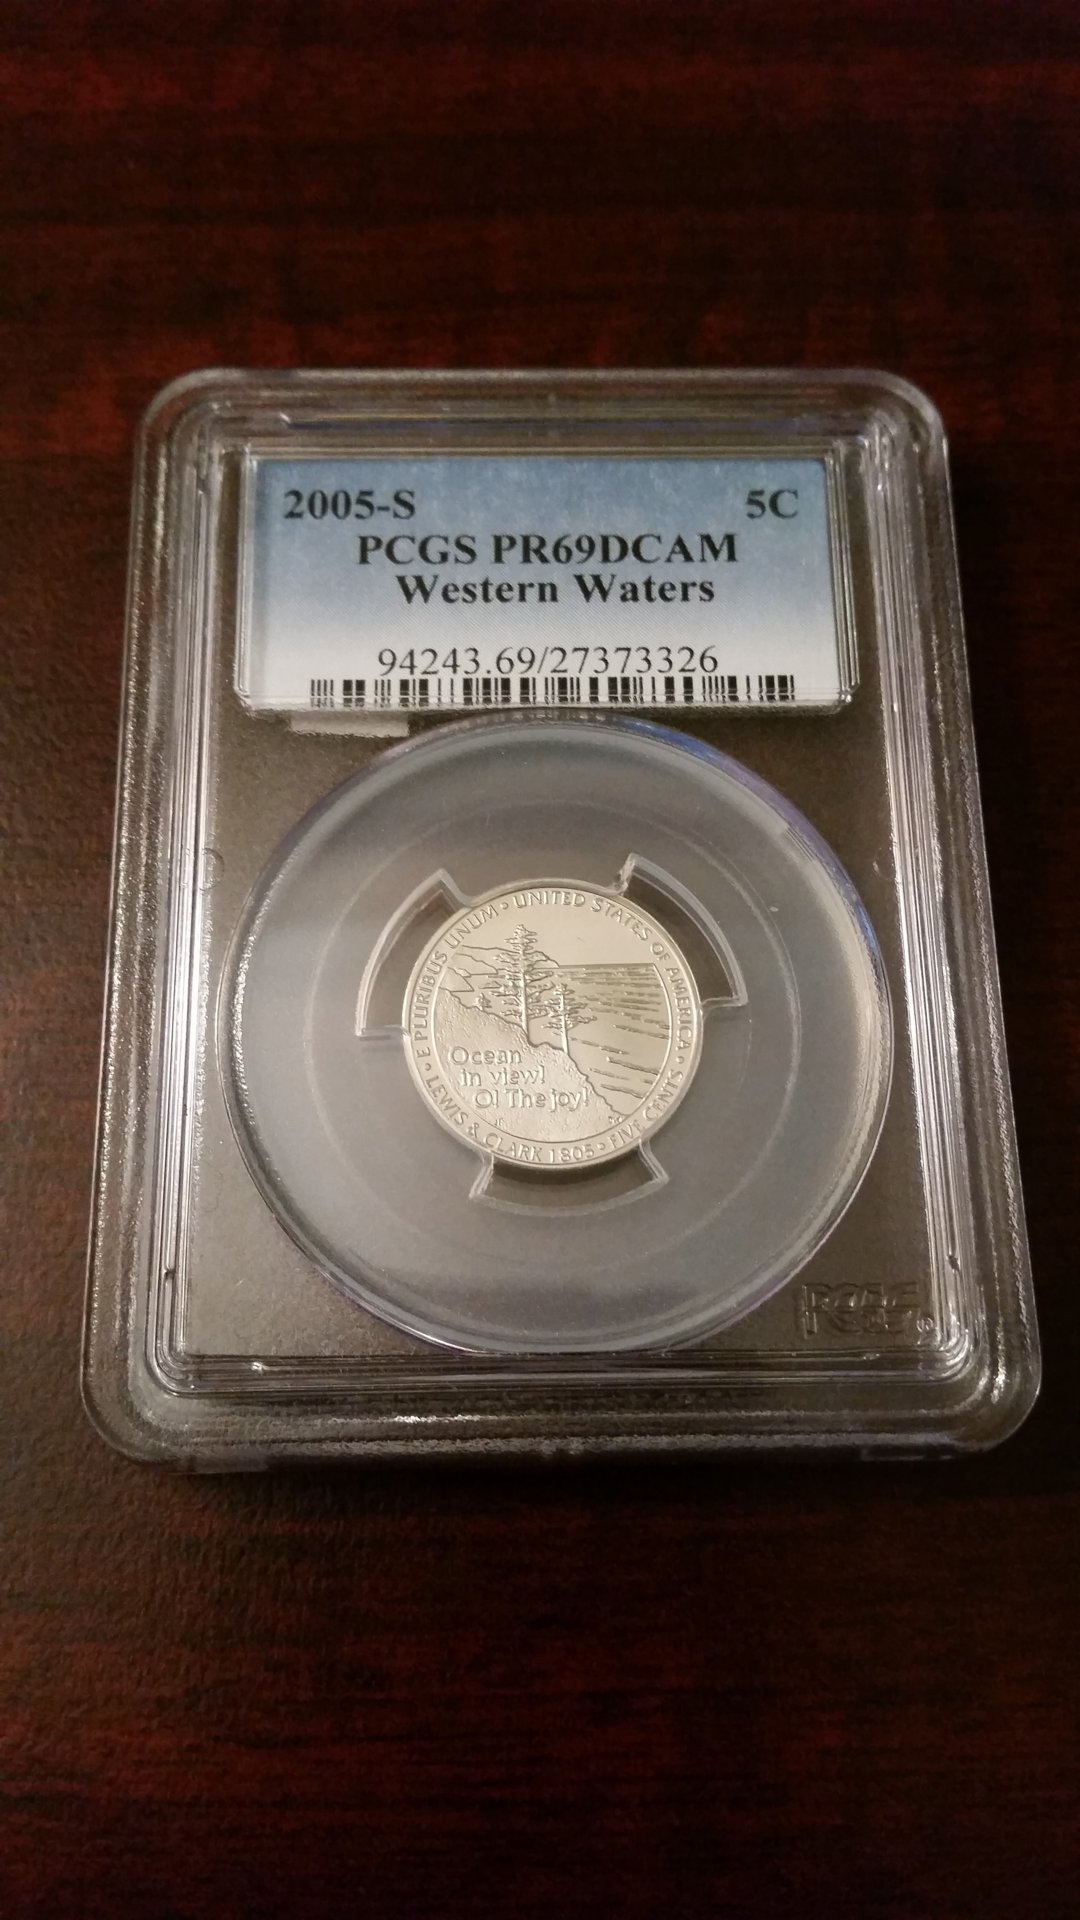 2005-S 5C
PCGS PR69DCAM
Western Waters
94243.69/27373326
E PLURIBUS UNUM • UNITED STATES OF AMERICA •
Ocean
in view!
O! The joy!
• LEWIS & CLARK 1805 • FIVE CENTS
PCGS
®